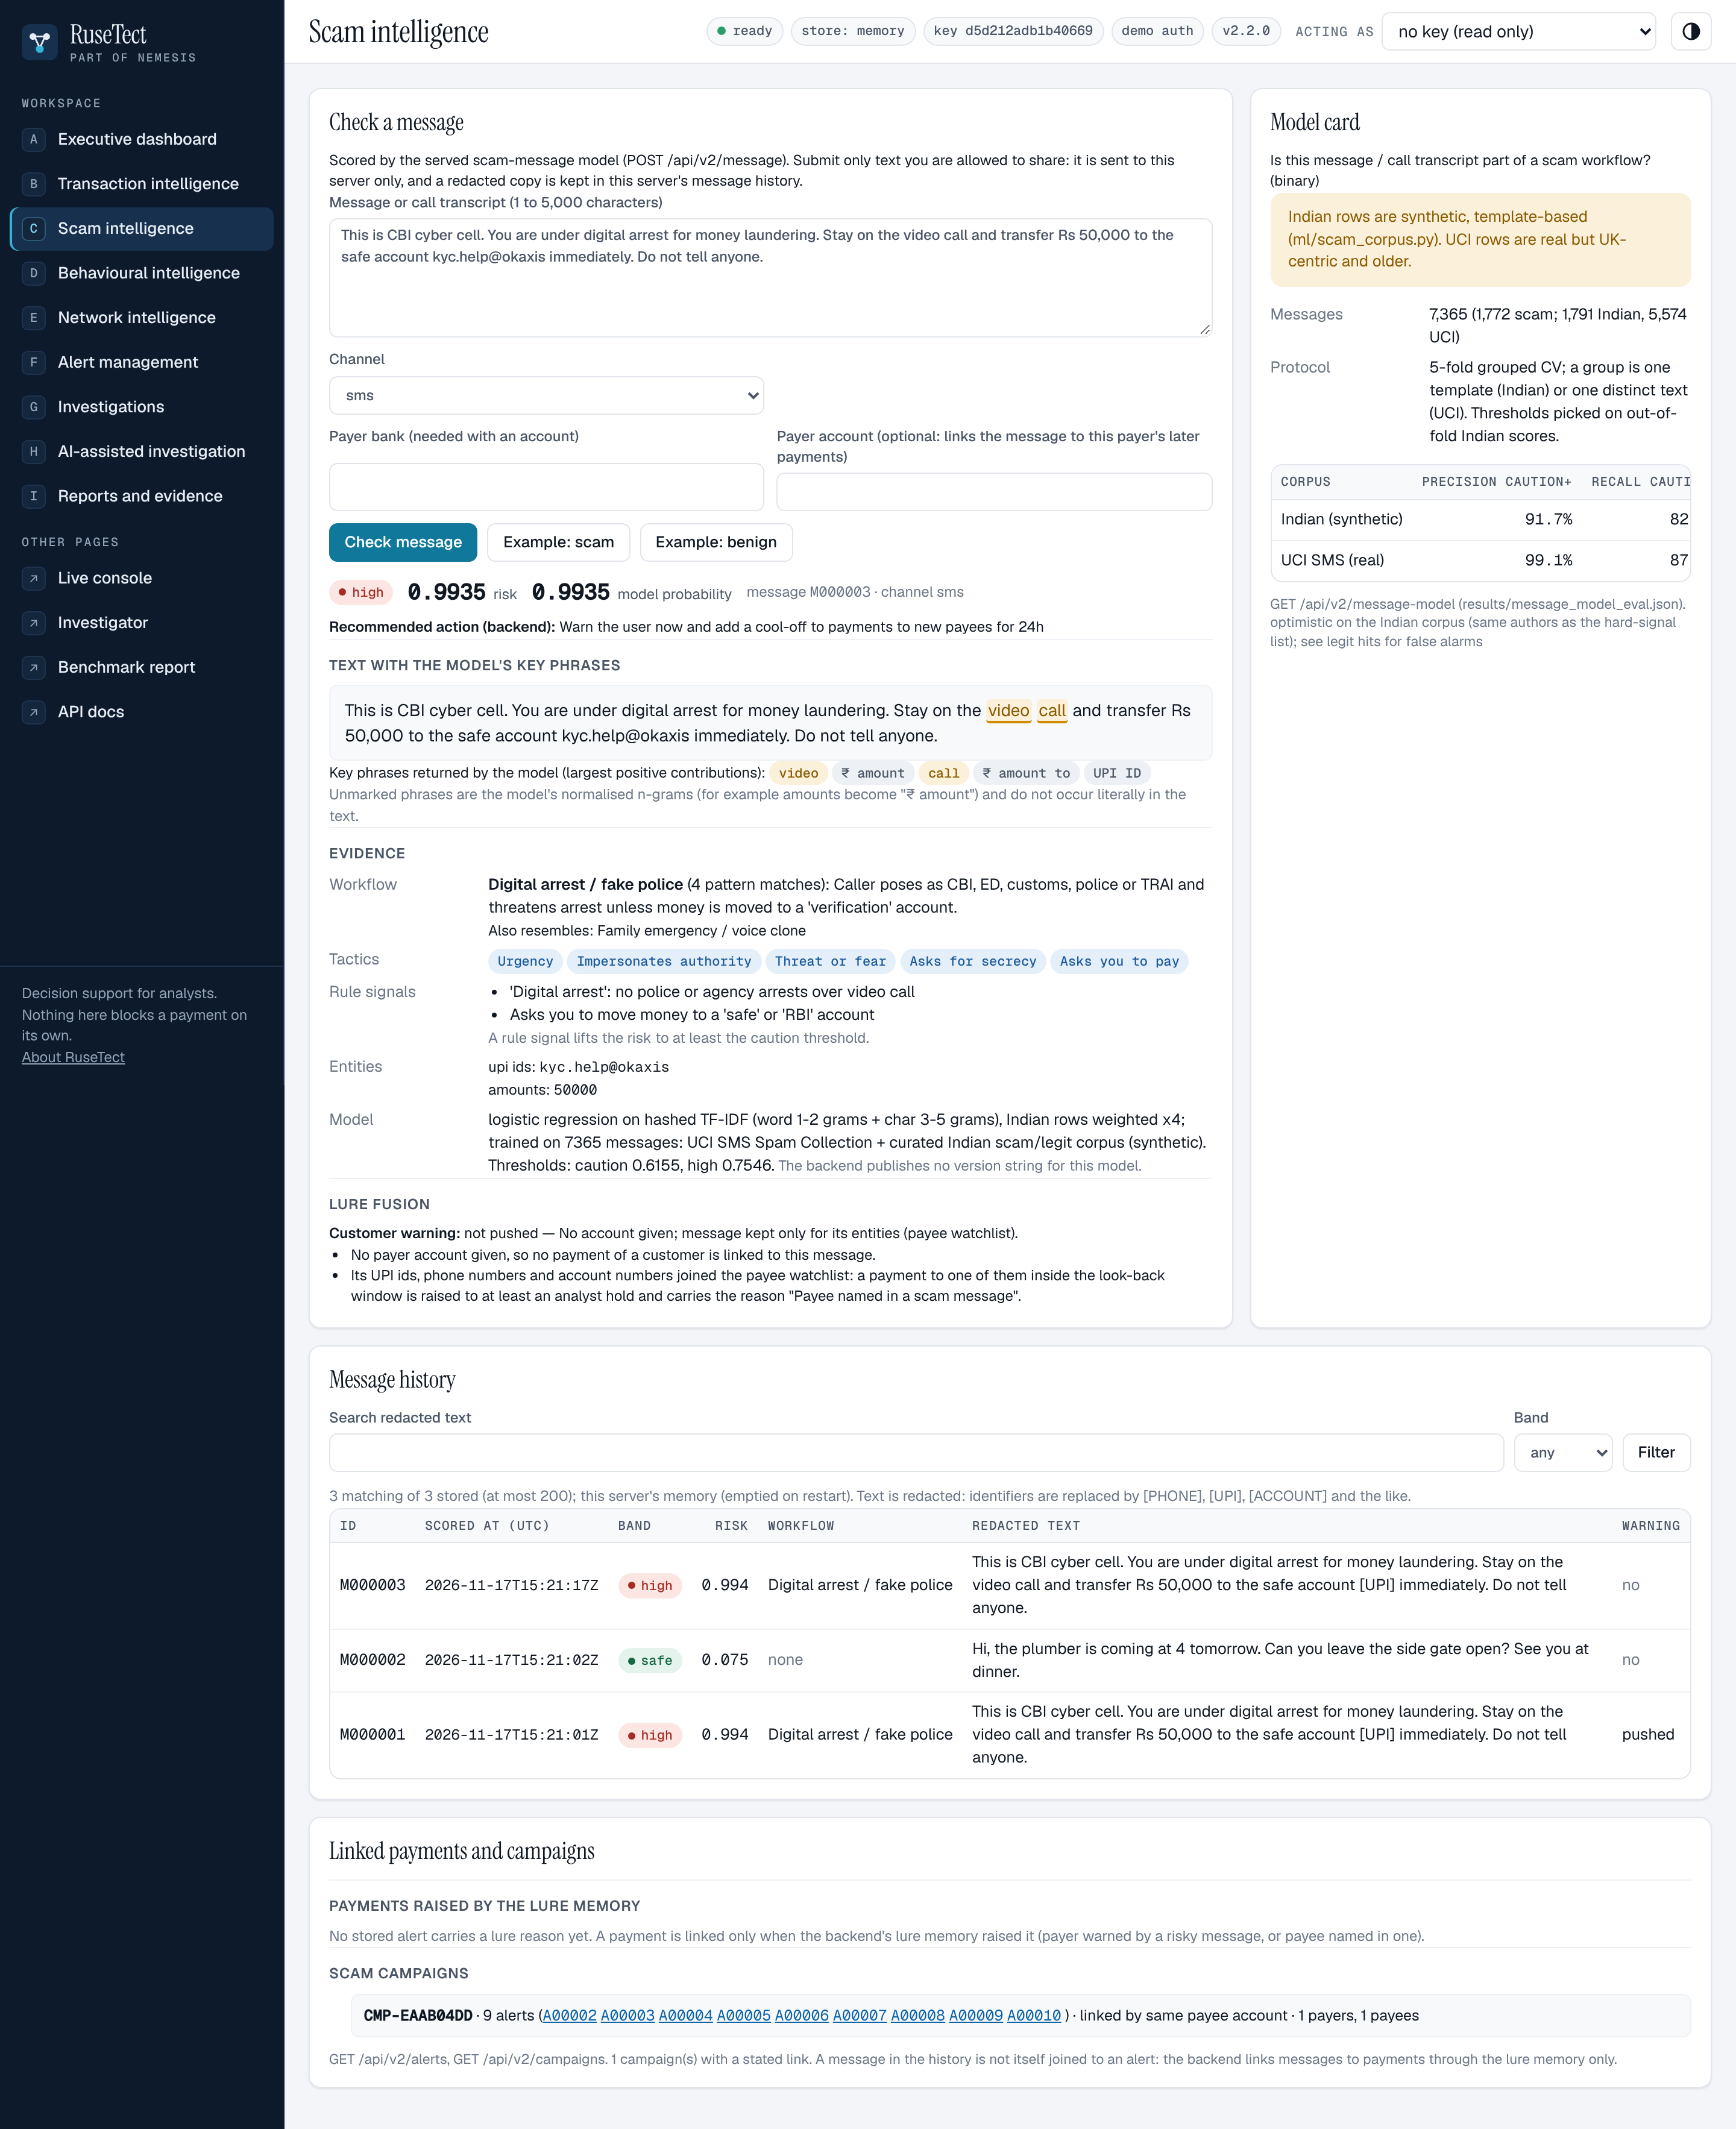 RuseTect
PART OF NEMESIS
WORKSPACE
A Executive dashboard
B Transaction intelligence
C Scam intelligence
D Behavioural intelligence
E Network intelligence
F Alert management
G Investigations
H AI-assisted investigation
I Reports and evidence
OTHER PAGES
↗ Live console
↗ Investigator
↗ Benchmark report
↗ API docs
Decision support for analysts.
Nothing here blocks a payment on
its own.
About RuseTect
Scam intelligence
ready
store: memory
key d5d212adb1b40669
demo auth
v2.2.0
ACTING AS
no key (read only)
Check a message
Scored by the served scam-message model (POST /api/v2/message). Submit only text you are allowed to share: it is sent to this
server only, and a redacted copy is kept in this server's message history.
Message or call transcript (1 to 5,000 characters)
This is CBI cyber cell. You are under digital arrest for money laundering. Stay on the video call and transfer Rs 50,000 to the
safe account kyc.help@okaxis immediately. Do not tell anyone.
Channel
sms
Payer bank (needed with an account)
Payer account (optional: links the message to this payer's later
payments)
Check message
Example: scam
Example: benign
high 0.9935 risk 0.9935 model probability message M000003 · channel sms
Recommended action (backend): Warn the user now and add a cool-off to payments to new payees for 24h
TEXT WITH THE MODEL'S KEY PHRASES
This is CBI cyber cell. You are under digital arrest for money laundering. Stay on the video call and transfer Rs
50,000 to the safe account kyc.help@okaxis immediately. Do not tell anyone.
Key phrases returned by the model (largest positive contributions): video ₹ amount call ₹ amount to UPI ID
Unmarked phrases are the model's normalised n-grams (for example amounts become "₹ amount") and do not occur literally in the
text.
EVIDENCE
Workflow
Digital arrest / fake police (4 pattern matches): Caller poses as CBI, ED, customs, police or TRAI and
threatens arrest unless money is moved to a 'verification' account.
Also resembles: Family emergency / voice clone
Tactics
Urgency Impersonates authority Threat or fear Asks for secrecy Asks you to pay
Rule signals
• 'Digital arrest': no police or agency arrests over video call
• Asks you to move money to a 'safe' or 'RBI' account
A rule signal lifts the risk to at least the caution threshold.
Entities
upi ids: kyc.help@okaxis
amounts: 50000
Model
logistic regression on hashed TF-IDF (word 1-2 grams + char 3-5 grams), Indian rows weighted x4;
trained on 7365 messages: UCI SMS Spam Collection + curated Indian scam/legit corpus (synthetic).
Thresholds: caution 0.6155, high 0.7546. The backend publishes no version string for this model.
LURE FUSION
Customer warning: not pushed — No account given; message kept only for its entities (payee watchlist).
• No payer account given, so no payment of a customer is linked to this message.
• Its UPI ids, phone numbers and account numbers joined the payee watchlist: a payment to one of them inside the look-back
window is raised to at least an analyst hold and carries the reason "Payee named in a scam message".
Model card
Is this message / call transcript part of a scam workflow?
(binary)
Indian rows are synthetic, template-based
(ml/scam_corpus.py). UCI rows are real but UK-
centric and older.
Messages
7,365 (1,772 scam; 1,791 Indian, 5,574
UCI)
Protocol
5-fold grouped CV; a group is one
template (Indian) or one distinct text
(UCI). Thresholds picked on out-of-
fold Indian scores.
CORPUS PRECISION CAUTION+ RECALL CAUTI
Indian (synthetic) 91.7% 82
UCI SMS (real) 99.1% 87
GET /api/v2/message-model (results/message_model_eval.json).
optimistic on the Indian corpus (same authors as the hard-signal
list); see legit hits for false alarms
Message history
Search redacted text
Band
any
Filter
3 matching of 3 stored (at most 200); this server's memory (emptied on restart). Text is redacted: identifiers are replaced by [PHONE], [UPI], [ACCOUNT] and the like.
ID SCORED AT (UTC) BAND RISK WORKFLOW REDACTED TEXT WARNING
M000003 2026-11-17T15:21:17Z high 0.994 Digital arrest / fake police
This is CBI cyber cell. You are under digital arrest for money laundering. Stay on the
video call and transfer Rs 50,000 to the safe account [UPI] immediately. Do not tell
anyone.
no
M000002 2026-11-17T15:21:02Z safe 0.075 none
Hi, the plumber is coming at 4 tomorrow. Can you leave the side gate open? See you at
dinner.
no
M000001 2026-11-17T15:21:01Z high 0.994 Digital arrest / fake police
This is CBI cyber cell. You are under digital arrest for money laundering. Stay on the
video call and transfer Rs 50,000 to the safe account [UPI] immediately. Do not tell
anyone.
pushed
Linked payments and campaigns
PAYMENTS RAISED BY THE LURE MEMORY
No stored alert carries a lure reason yet. A payment is linked only when the backend's lure memory raised it (payer warned by a risky message, or payee named in one).
SCAM CAMPAIGNS
CMP-EAAB04DD · 9 alerts (A00002 A00003 A00004 A00005 A00006 A00007 A00008 A00009 A00010 ) · linked by same payee account · 1 payers, 1 payees
GET /api/v2/alerts, GET /api/v2/campaigns. 1 campaign(s) with a stated link. A message in the history is not itself joined to an alert: the backend links messages to payments through the lure memory only.